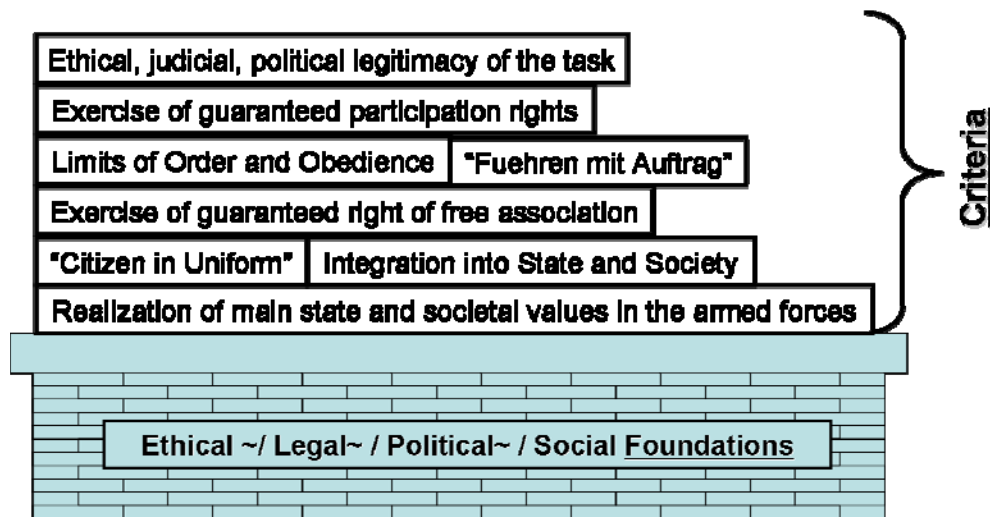 Ethical, judicial, political legitimacy of the task
Exercise of guaranteed participation rights
Limits of Order and Obedience
"Fuehren mit Auftrag"
Exercise of guaranteed right of free association
"Citizen in Uniform"
Integration into State and Society
Realization of main state and societal values in the armed forces
Criteria
Ethical ~/ Legal~ / Political~ / Social Foundations